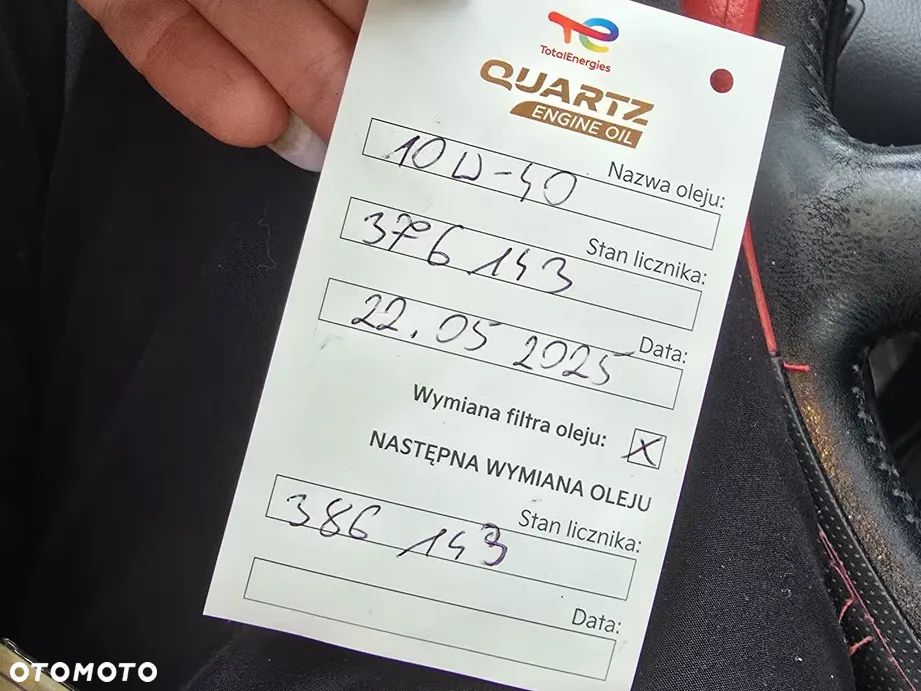 TotalEnergies
QUARTZ
ENGINE OIL
Nazwa oleju:
10W-40
Stan licznika:
376 143
Data:
22.05 2025
Wymiana filtra oleju: X
NASTĘPNA WYMIANA OLEJU
Stan licznika:
386 143
Data:
OTOMOTO